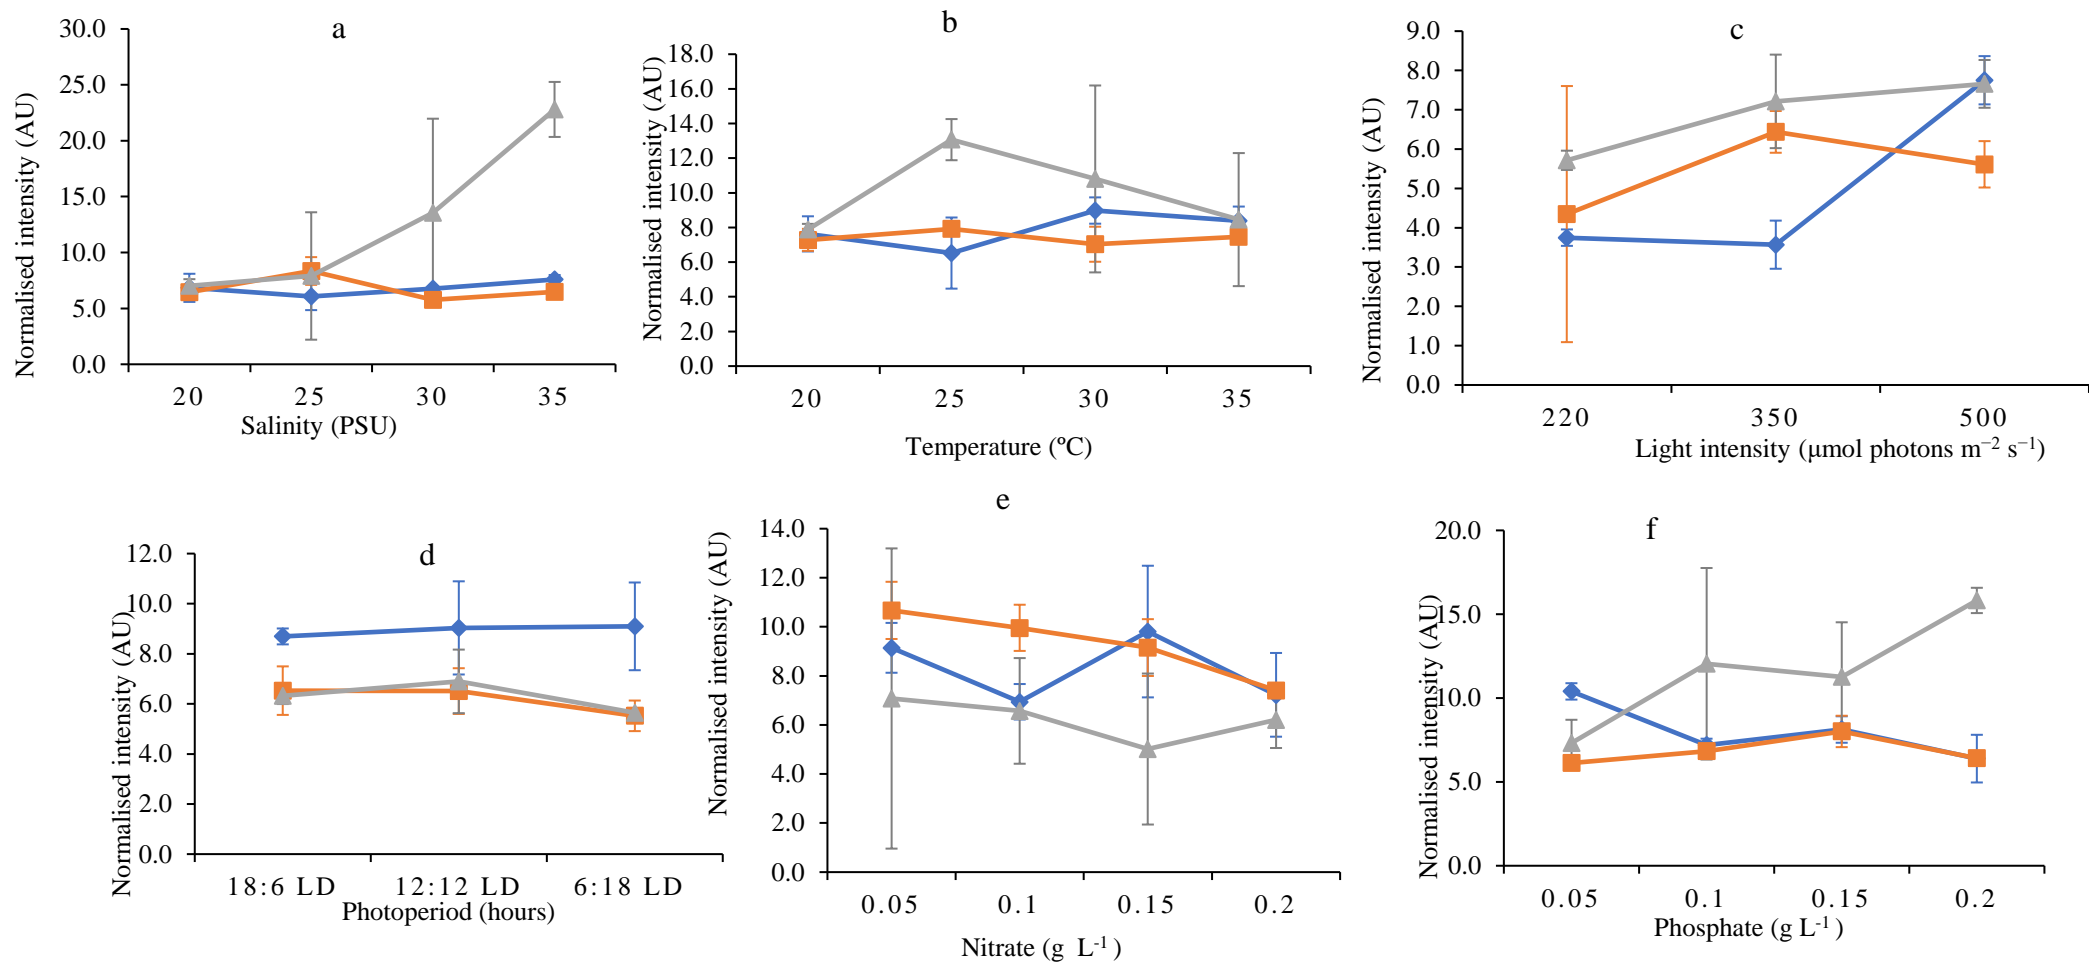 a
Normalised intensity (AU)
30.0
25.0
20.0
15.0
10.0
5.0
0.0
20 25 30 35
Salinity (PSU)
b
Normalised intensity (AU)
18.0
16.0
14.0
12.0
10.0
8.0
6.0
4.0
2.0
0.0
20 25 30 35
Temperature (ºC)
c
Normalised intensity (AU)
9.0
8.0
7.0
6.0
5.0
4.0
3.0
2.0
1.0
0.0
220 350 500
Light intensity (μmol photons m⁻² s⁻¹)
d
Normalised intensity (AU)
12.0
10.0
8.0
6.0
4.0
2.0
0.0
18:6 LD 12:12 LD 6:18 LD
Photoperiod (hours)
e
Normalised intensity (AU)
14.0
12.0
10.0
8.0
6.0
4.0
2.0
0.0
0.05 0.1 0.15 0.2
Nitrate (g L⁻¹)
f
Normalised intensity (AU)
20.0
15.0
10.0
5.0
0.0
0.05 0.1 0.15 0.2
Phosphate (g L⁻¹)